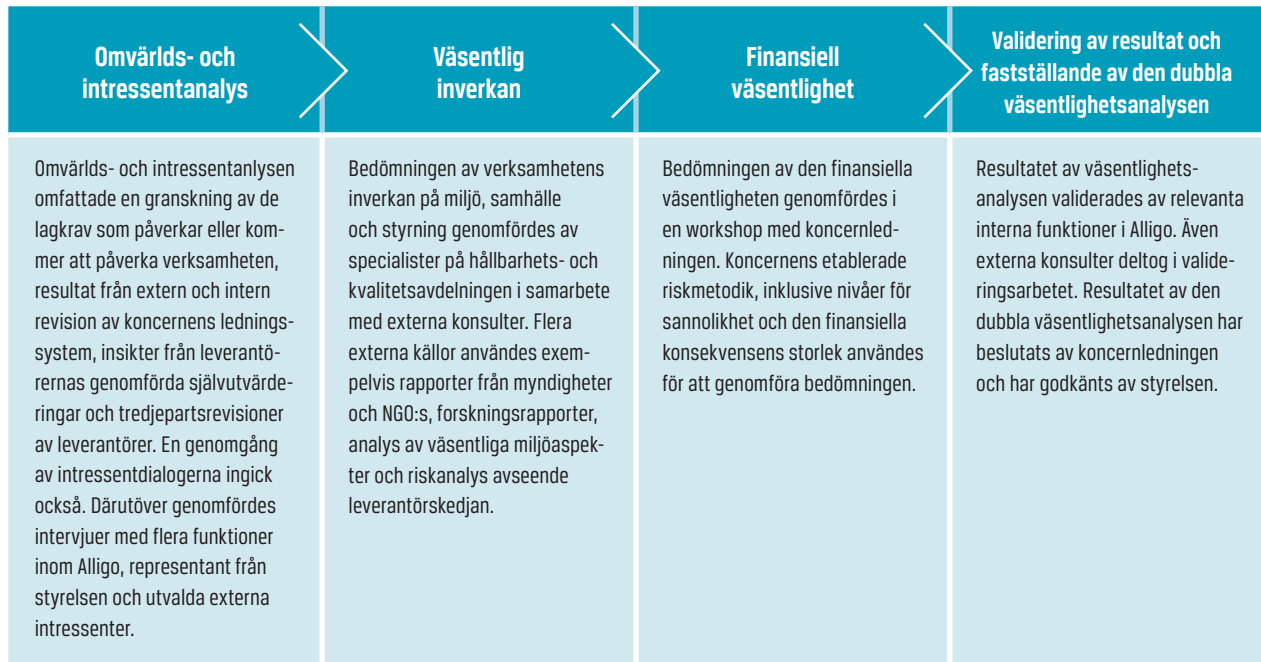 Omvärlds- och
intressentanalys
Omvärlds- och intressentanlysen
omfattade en granskning av de
lagkrav som påverkar eller kom-
mer att påverka verksamheten,
resultat från extern och intern
revision av koncernens lednings-
system, insikter från leverantö-
rernas genomförda självutvärde-
ringar och tredjepartsrevisioner
av leverantörer. En genomgång
av intressentdialogerna ingick
också. Därutöver genomfördes
intervjuer med flera funktioner
inom Alligo, representant från
styrelsen och utvalda externa
intressenter.
Väsentlig
inverkan
Bedömningen av verksamhetens
inverkan på miljö, samhälle
och styrning genomfördes av
specialister på hållbarhets- och
kvalitetsavdelningen i samarbete
med externa konsulter. Flera
externa källor användes exem-
pelvis rapporter från myndigheter
och NGO:s, forskningsrapporter,
analys av väsentliga miljöaspek-
ter och riskanalys avseende
leverantörskedjan.
Finansiell
väsentlighet
Bedömningen av den finansiella
väsentligheten genomfördes i
en workshop med koncernled-
ningen. Koncernens etablerade
riskmetodik, inklusive nivåer för
sannolikhet och den finansiella
konsekvensens storlek användes
för att genomföra bedömningen.
Validering av resultat och
fastställande av den dubbla
väsentlighetsanalysen
Resultatet av väsentlighets-
analysen validerades av relevanta
interna funktioner i Alligo. Även
externa konsulter deltog i valide-
ringsarbetet. Resultatet av den
dubbla väsentlighetsanalysen har
beslutats av koncernledningen
och har godkänts av styrelsen.